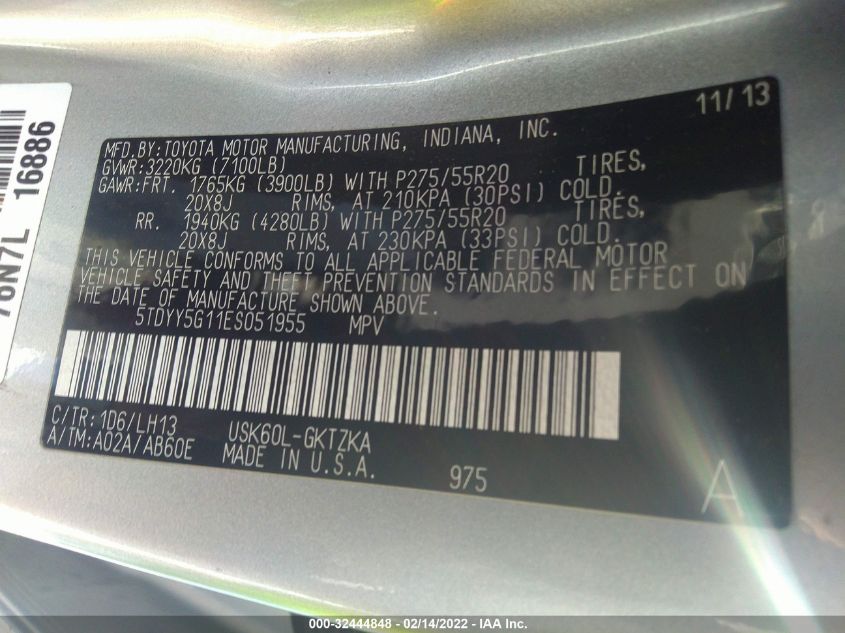 11/13
MFD.BY:TOYOTA MOTOR MANUFACTURING, INDIANA, INC.
GVWR:3220KG (7100LB)
GAWR:FRT. 1765KG (3900LB) WITH P275/55R20 TIRES,
20X8J RIMS, AT 210KPA (30PSI) COLD.
RR. 1940KG (4280LB) WITH P275/55R20 TIRES,
20X8J RIMS, AT 230KPA (33PSI) COLD.
THIS VEHICLE CONFORMS TO ALL APPLICABLE FEDERAL MOTOR
VEHICLE SAFETY AND THEFT PREVENTION STANDARDS IN EFFECT ON
THE DATE OF MANUFACTURE SHOWN ABOVE.
5TDYY5G11ES051955 MPV
C/TR:1D6/LH13 USK60L-GKTZKA
A/TM:A02A/AB60E MADE IN U.S.A. 975
A
16886
000-32444848 - 02/14/2022 - IAA Inc.